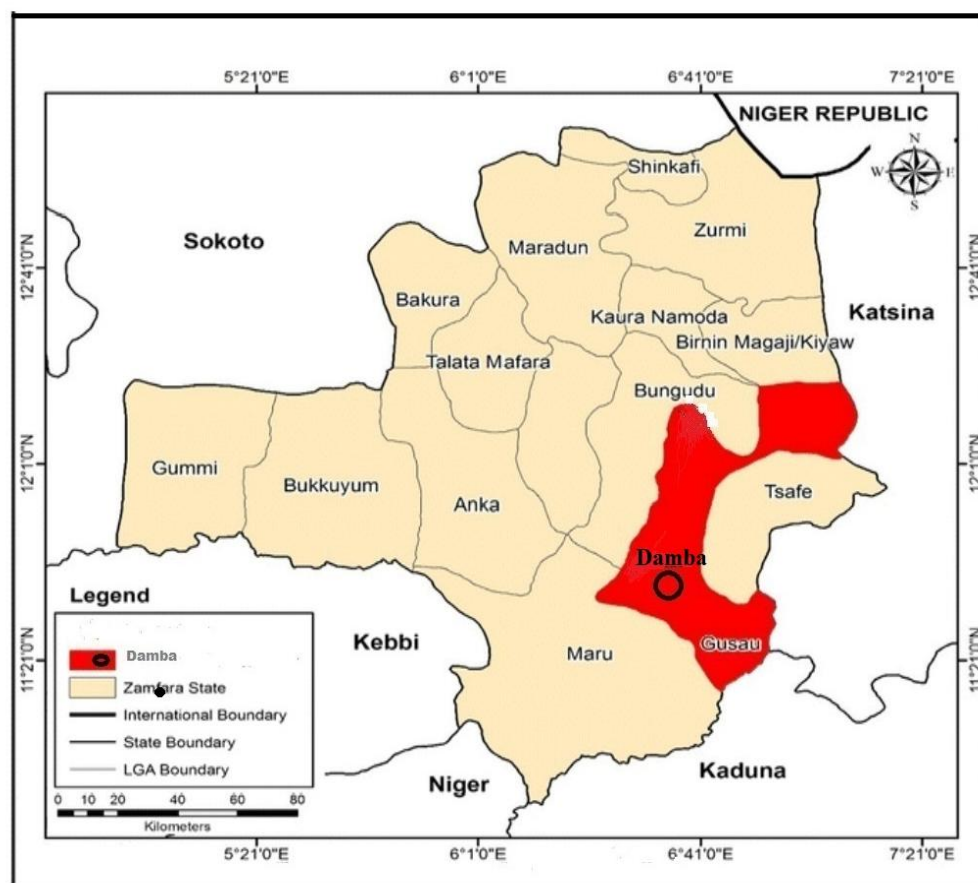 5°21'0"E 6°1'0"E 6°41'0"E 7°21'0"E
NIGER REPUBLIC
N
W E
S
Shinkafi
Zurmi
Sokoto
Maradun
12°41'0"N
12°41'0"N
Bakura
Kaura Namoda
Katsina
Birnin Magaji/Kiyaw
Talata Mafara
Bungudu
12°1'0"N
12°1'0"N
Gummi
Bukkuyum
Anka
Tsafe
Damba
Legend
Kebbi
Maru
Gusau
11°21'0"N
11°21'0"N
Damba
Zamfara State
International Boundary
State Boundary
LGA Boundary
Niger
Kaduna
0 10 20 40 60 80
Kilometers
5°21'0"E 6°1'0"E 6°41'0"E 7°21'0"E